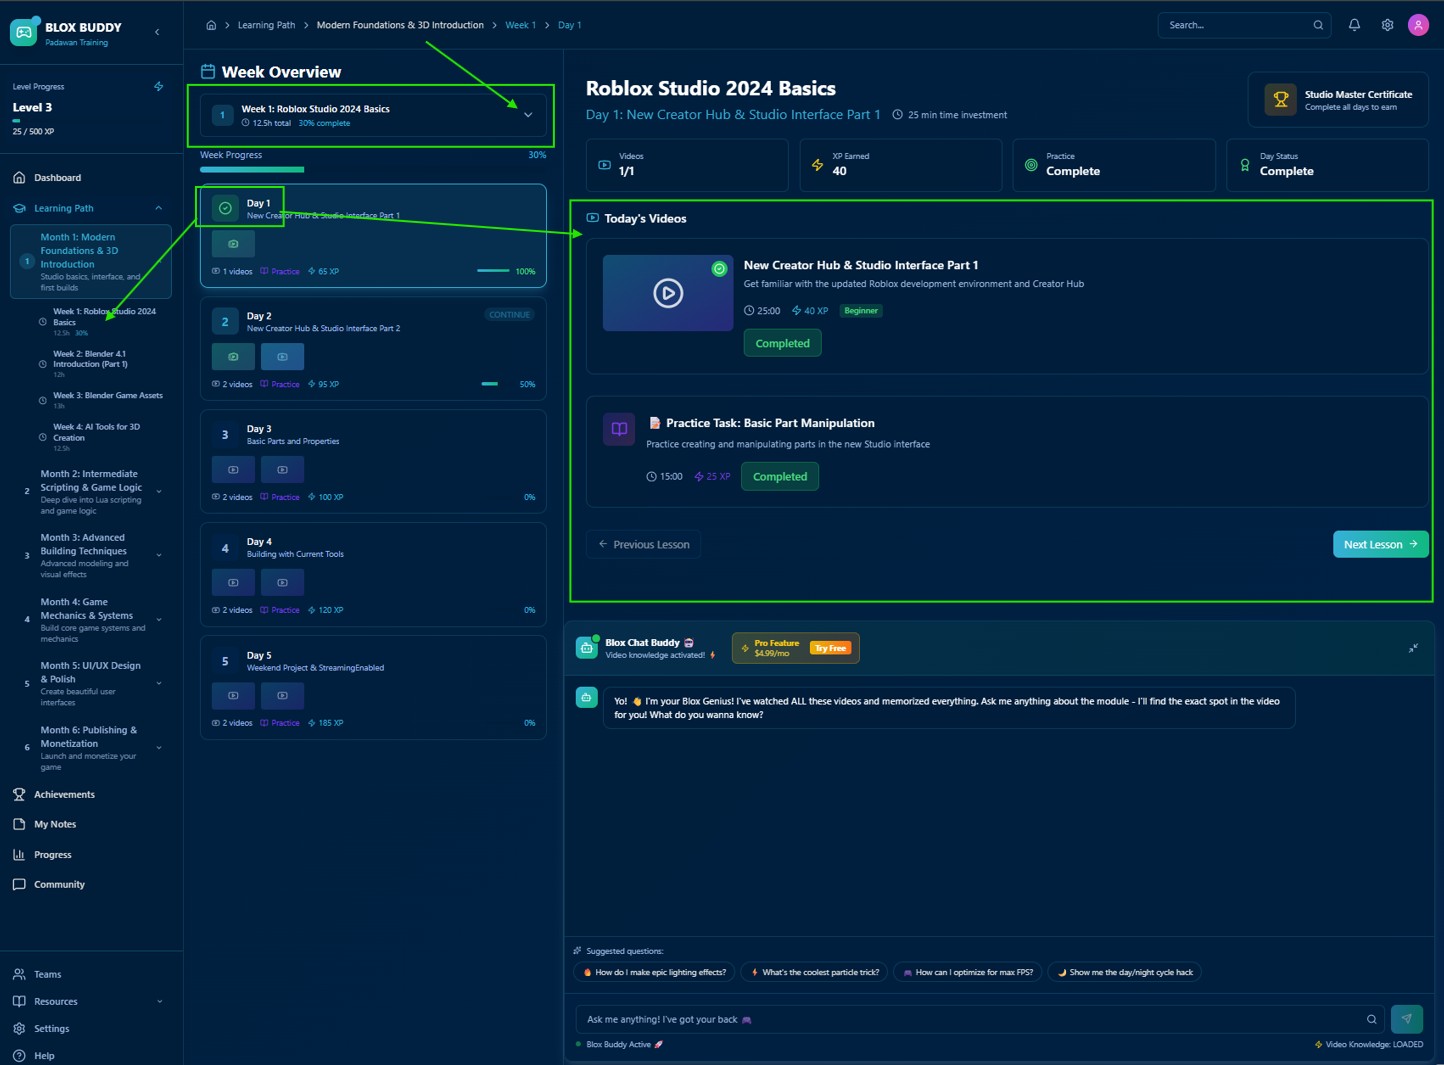 BLOX BUDDY
Padawan Training
Level Progress
Level 3
25 / 500 XP
Dashboard
Learning Path
1
Month 1: Modern
Foundations & 3D
Introduction
Studio basics, interface, and
first builds
Week 1: Roblox Studio 2024
Basics
12.5h 30%
Week 2: Blender 4.1
Introduction (Part 1)
12h
Week 3: Blender Game Assets
13h
Week 4: AI Tools for 3D
Creation
12.5h
2
Month 2: Intermediate
Scripting & Game Logic
Deep dive into Lua scripting
and game logic
3
Month 3: Advanced
Building Techniques
Advanced modeling and
visual effects
4
Month 4: Game
Mechanics & Systems
Build core game systems and
mechanics
5
Month 5: UI/UX Design
& Polish
Create beautiful user
interfaces
6
Month 6: Publishing &
Monetization
Launch and monetize your
game
Achievements
My Notes
Progress
Community
Teams
Resources
Settings
Help
Learning Path > Modern Foundations & 3D Introduction > Week 1 > Day 1
Search...
Week Overview
1
Week 1: Roblox Studio 2024 Basics
12.5h total 30% complete
Week Progress 30%
Day 1
New Creator Hub & Studio Interface Part 1
1 videos Practice 65 XP 100%
2
Day 2
CONTINUE
New Creator Hub & Studio Interface Part 2
2 videos Practice 95 XP 50%
3
Day 3
Basic Parts and Properties
2 videos Practice 100 XP 0%
4
Day 4
Building with Current Tools
2 videos Practice 120 XP 0%
5
Day 5
Weekend Project & StreamingEnabled
2 videos Practice 185 XP 0%
Roblox Studio 2024 Basics
Day 1: New Creator Hub & Studio Interface Part 1 25 min time investment
Studio Master Certificate
Complete all days to earn
Videos
1/1
XP Earned
40
Practice
Complete
Day Status
Complete
Today's Videos
New Creator Hub & Studio Interface Part 1
Get familiar with the updated Roblox development environment and Creator Hub
25:00 40 XP Beginner
Completed
📝 Practice Task: Basic Part Manipulation
Practice creating and manipulating parts in the new Studio interface
15:00 25 XP Completed
← Previous Lesson
Next Lesson →
Blox Chat Buddy
Video knowledge activated! ⚡
Pro Feature
$4.99/mo
Try Free
Yo! 👋 I'm your Blox Genius! I've watched ALL these videos and memorized everything. Ask me anything about the module - I'll find the exact spot in the video
for you! What do you wanna know?
Suggested questions:
🔥 How do I make epic lighting effects?
⚡ What's the coolest particle trick?
🎮 How can I optimize for max FPS?
🌙 Show me the day/night cycle hack
Ask me anything! I've got your back 🎮
Blox Buddy Active 🚀
Video Knowledge: LOADED